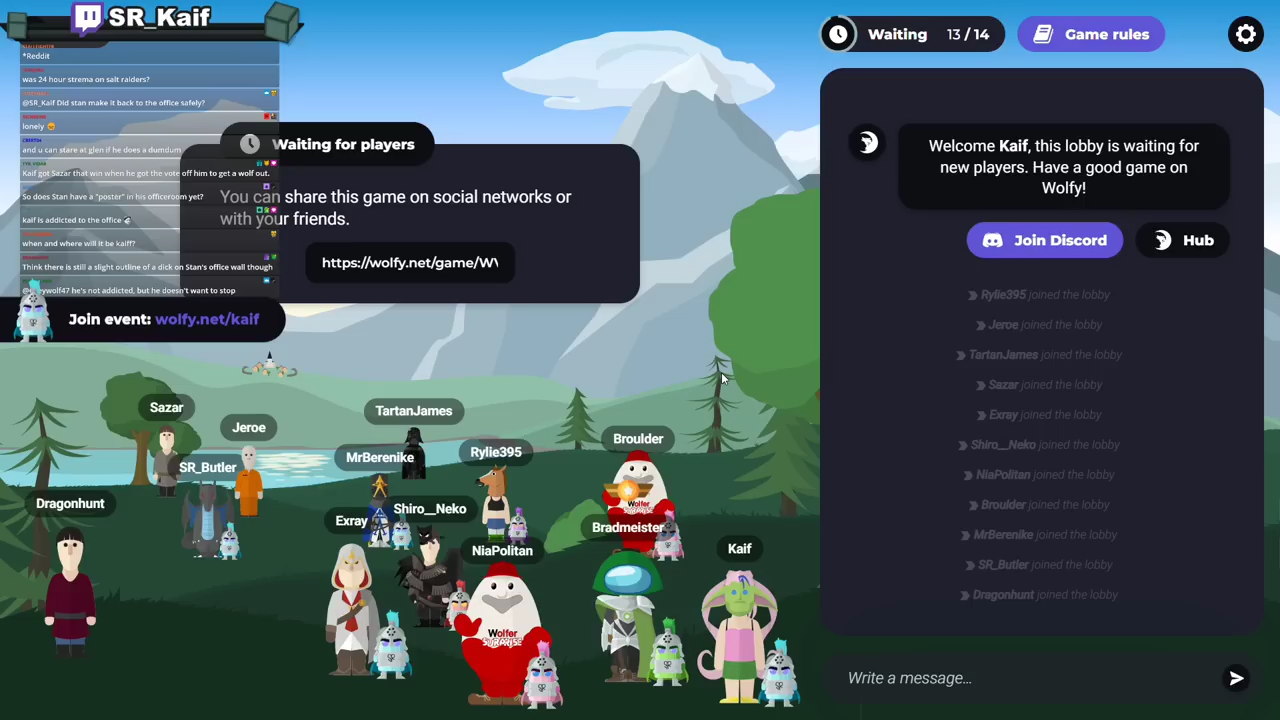 SR_Kaif
*Reddit
was 24 hour strema on salt raiders?
@SR_Kaif Did stan make it back to the office safely?
lonely
and u can stare at glen if he does a dumdum
Kaif got Sazar that win when he got the vote off him to get a wolf out.
So does Stan have a "poster" in his officeroom yet?
kaif is addicted to the office
when and where will it be kaiff?
Think there is still a slight outline of a dick on Stan's office wall though
he's not addicted, but he doesn't want to stop
Join event: wolfy.net/kaif
Waiting for players
You can share this game on social networks or
with your friends.
https://wolfy.net/game/W
Waiting 13 / 14
Game rules
Welcome Kaif, this lobby is waiting for
new players. Have a good game on
Wolfy!
Join Discord
Hub
Rylie395 joined the lobby
Jeroe joined the lobby
TartanJames joined the lobby
Sazar joined the lobby
Exray joined the lobby
Shiro__Neko joined the lobby
NiaPolitan joined the lobby
Broulder joined the lobby
MrBerenike joined the lobby
SR_Butler joined the lobby
Dragonhunt joined the lobby
Write a message...
Sazar
Jeroe
TartanJames
Broulder
Rylie395
MrBerenike
SR_Butler
Dragonhunt
Shiro__Neko
Exray
Bradmeister
NiaPolitan
Kaif
Wolfer
SURPRISE
Wolfer
SURPRISE